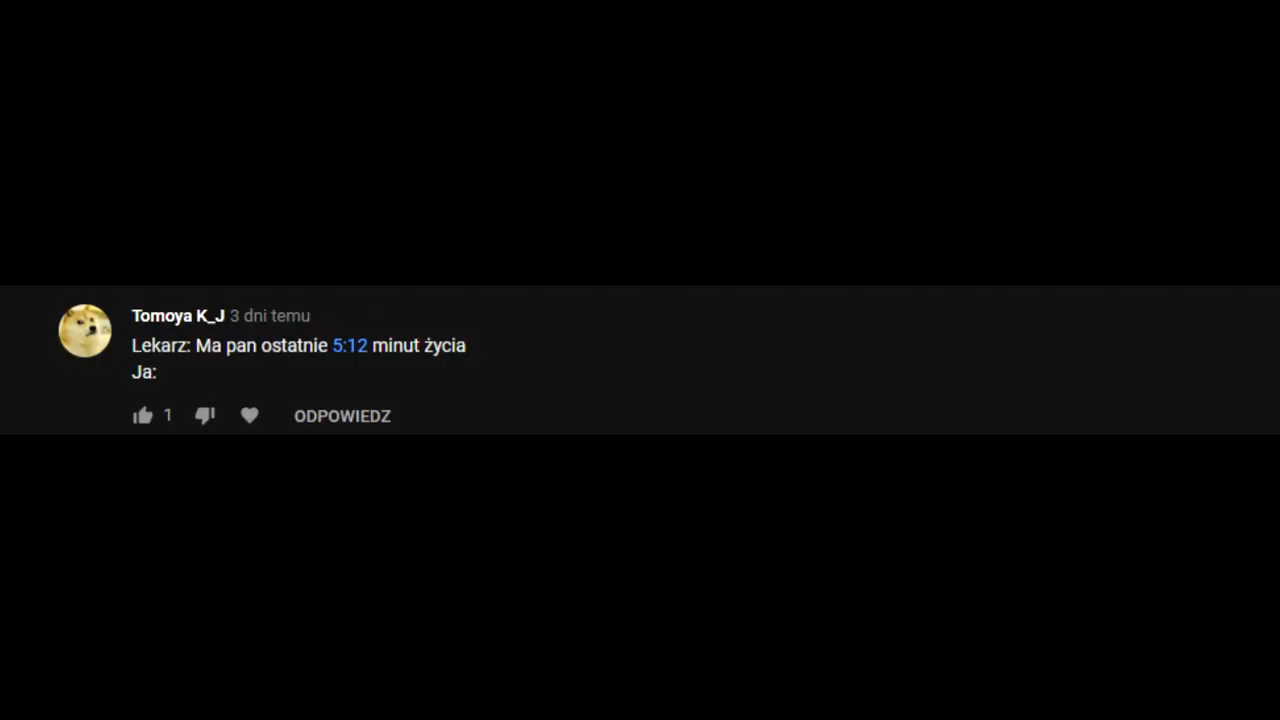 Tomoya K_J 3 dni temu
Lekarz: Ma pan ostatnie 5:12 minut życia
Ja:
1 ODPOWIEDZ